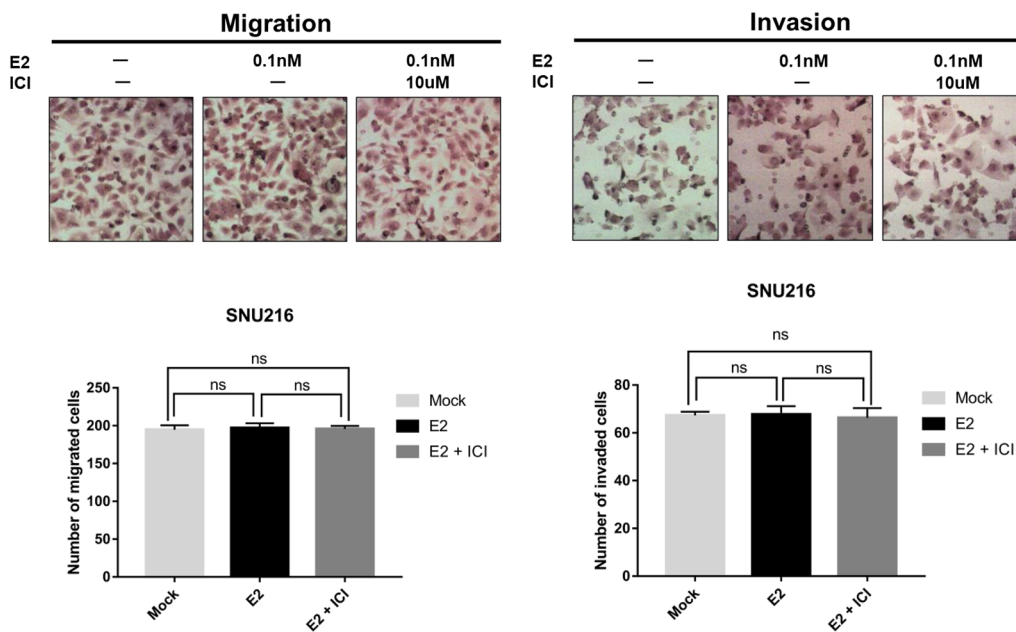 Migration
E2 — 0.1nM 0.1nM
ICI — — 10uM
Invasion
E2 — 0.1nM 0.1nM
ICI — — 10uM
SNU216
ns
ns ns
Number of migrated cells
250
200
150
100
50
0
Mock
E2
E2 + ICI
Mock
E2
E2 + ICI
SNU216
ns
ns ns
Number of invaded cells
80
60
40
20
0
Mock
E2
E2 + ICI
Mock
E2
E2 + ICI